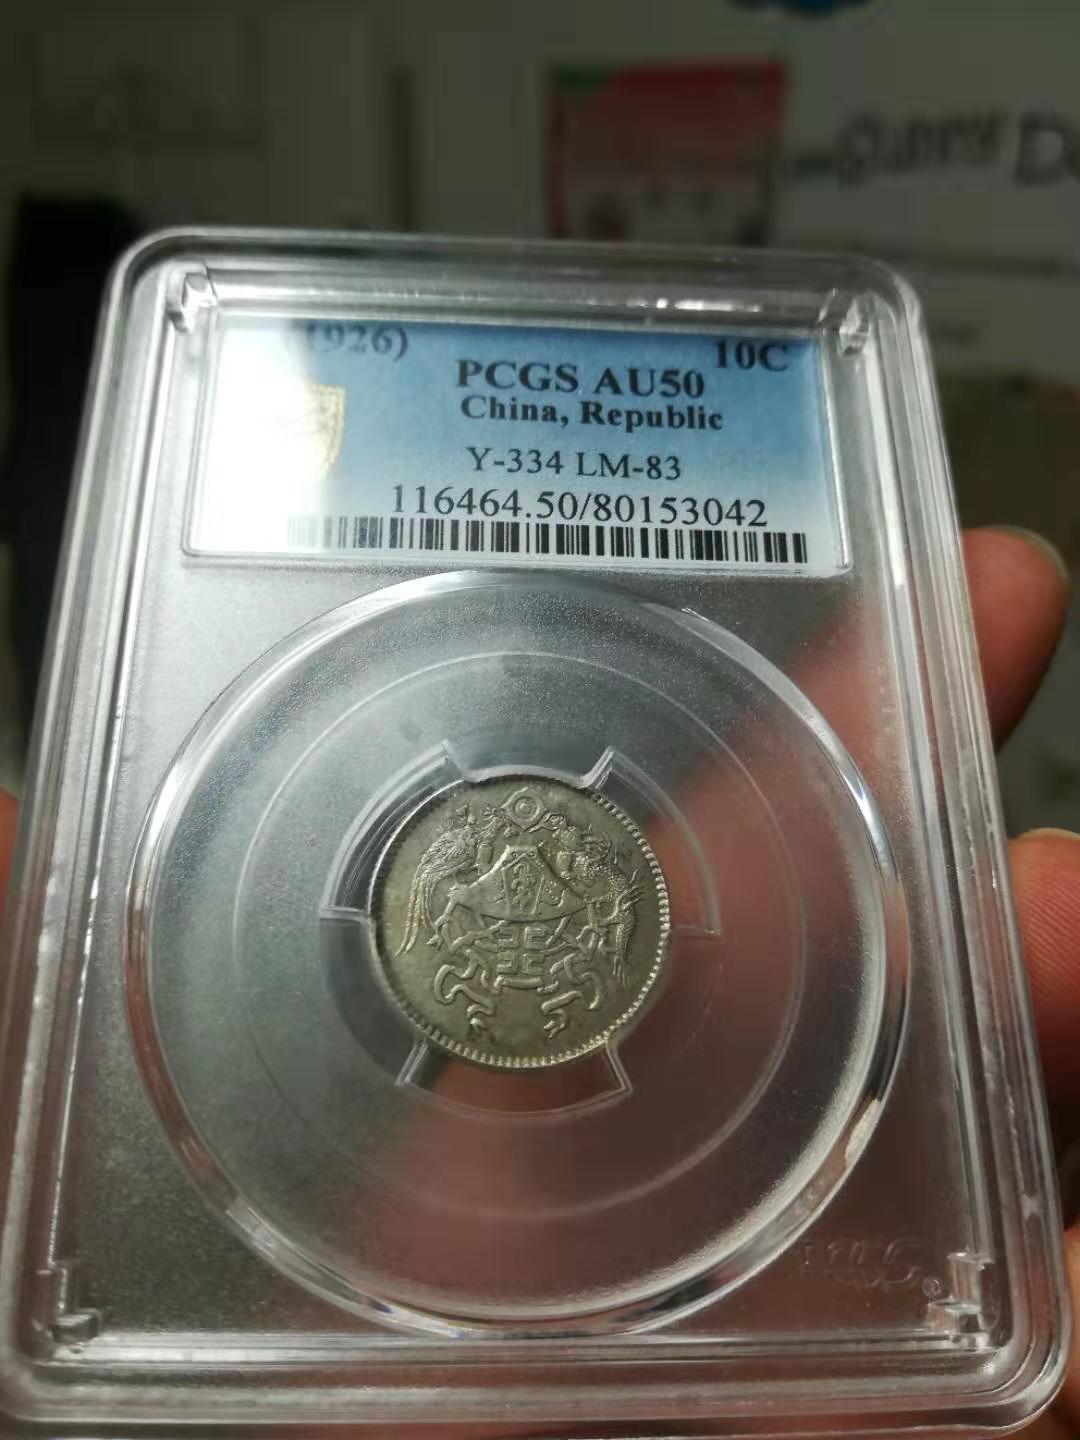 1926) 10C
PCGS AU50
China, Republic
Y-334 LM-83
116464.50/80153042